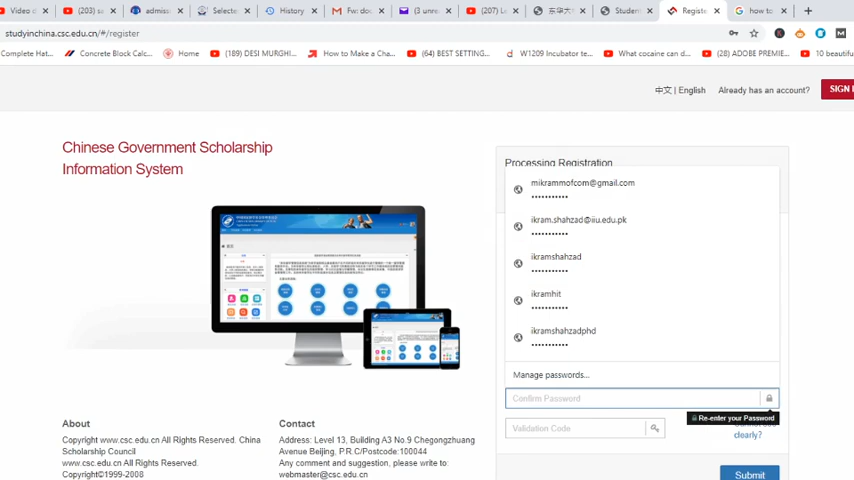 Video d
(203) s
admiss
Selecte
History
Fw: doc
(3 unre
(207) L
东华大
Student
Registe
how to
studyinchina.csc.edu.cn/#/register
Complete Hat...
Concrete Block Calc...
Home
(189) DESI MURGHI...
How to Make a Cha...
(64) BEST SETTING...
W1209 Incubator te...
What cocaine can d...
(28) ADOBE PREMIE...
10 beautiful
中文 | English
Already have an account?
SIGN I
Chinese Government Scholarship
Information System
Processing Registration
mikrammofcom@gmail.com
•••••••••••
ikram.shahzad@iiu.edu.pk
•••••••••••
ikramshahzad
•••••••••••
ikramhit
•••••••••••
ikramshahzadphd
•••••••••••
Manage passwords...
Confirm Password
Re-enter your Password
Validation Code
clearly?
Submit
About
Copyright www.csc.edu.cn All Rights Reserved. China
Scholarship Council
www.csc.edu.cn All Rights Reserved.
Copyright©1999-2008
Contact
Address: Level 13, Building A3 No.9 Chegongzhuang
Avenue Beijing, P.R.C/Postcode:100044
Any comment and suggestion, please write to:
webmaster@csc.edu.cn